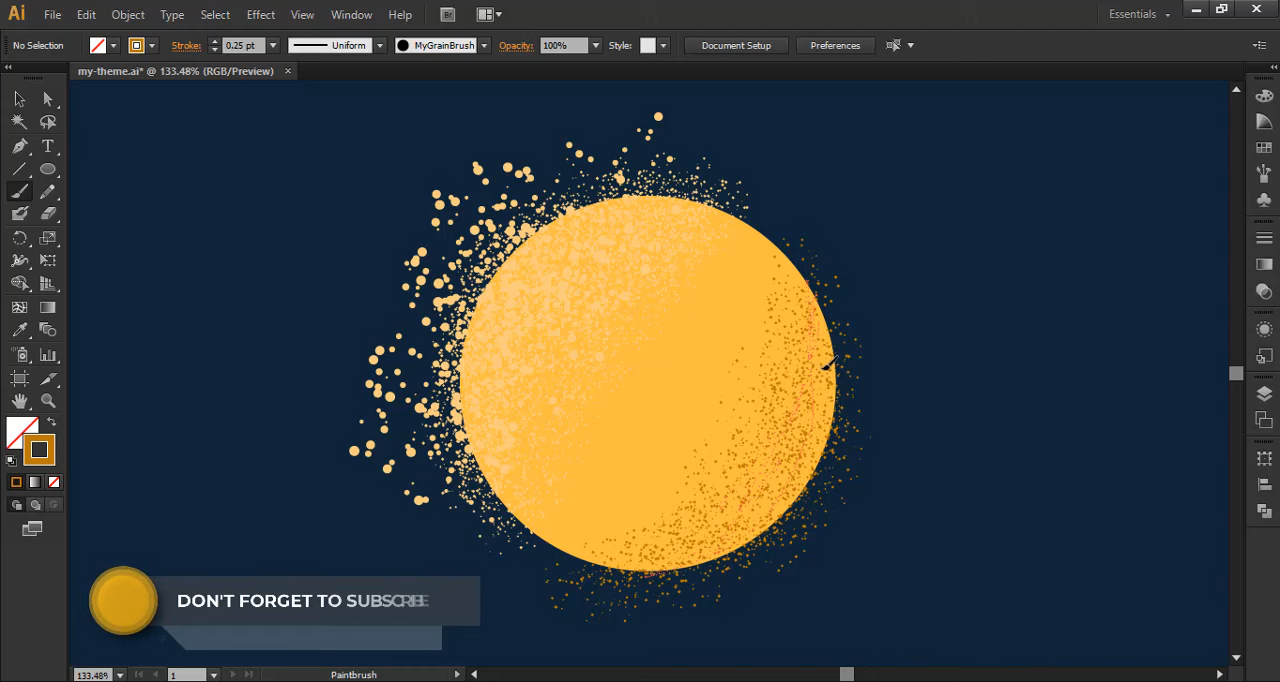 Ai File Edit Object Type Select Effect View Window Help Br Essentials
No Selection Stroke: 0.25 pt Uniform MyGrainBrush Opacity: 100% Style: Document Setup Preferences
my-theme.ai* @ 133.48% (RGB/Preview)
DON'T FORGET TO SUBSCRIBE
133.48% 1 Paintbrush